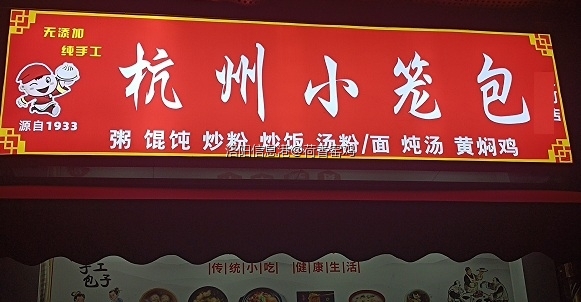 无添加
纯手工
杭州小笼包
源自1933
粥 馄饨 炒粉 炒饭 汤粉/面 炖汤 黄焖鸡
店
手工
包子
|传|统|小|吃| |健|康|生|活|